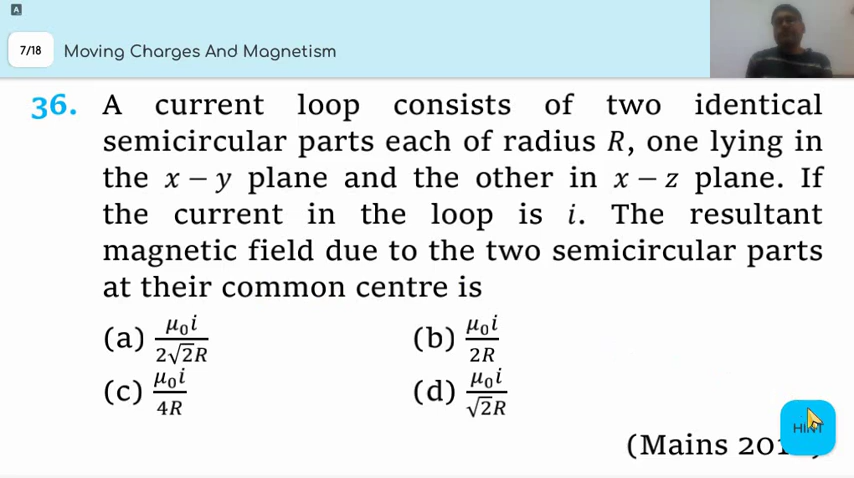 A
7/18 Moving Charges And Magnetism
36. A current loop consists of two identical
semicircular parts each of radius R, one lying in
the x − y plane and the other in x − z plane. If
the current in the loop is i. The resultant
magnetic field due to the two semicircular parts
at their common centre is
(a) μ₀i/2√2R (b) μ₀i/2R
(c) μ₀i/4R (d) μ₀i/√2R
HINT
(Mains